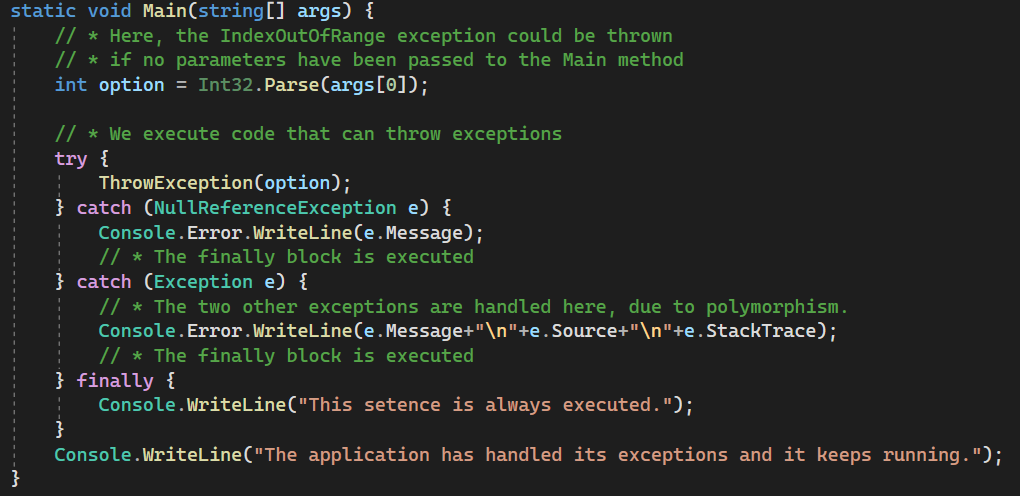 static void Main(string[] args) {
    // * Here, the IndexOutOfRange exception could be thrown
    // * if no parameters have been passed to the Main method
    int option = Int32.Parse(args[0]);

    // * We execute code that can throw exceptions
    try {
        ThrowException(option);
    } catch (NullReferenceException e) {
        Console.Error.WriteLine(e.Message);
        // * The finally block is executed
    } catch (Exception e) {
        // * The two other exceptions are handled here, due to polymorphism.
        Console.Error.WriteLine(e.Message+"\n"+e.Source+"\n"+e.StackTrace);
        // * The finally block is executed
    } finally {
        Console.WriteLine("This setence is always executed.");
    }
    Console.WriteLine("The application has handled its exceptions and it keeps running.");
}